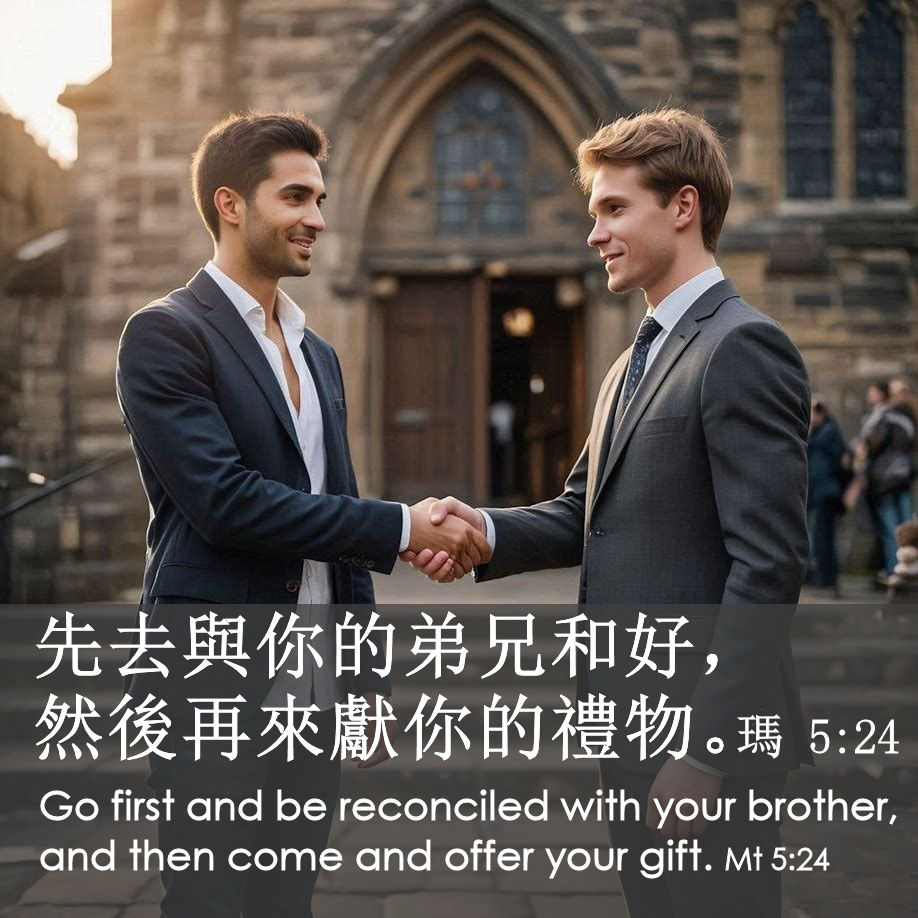 先去與你的弟兄和好，
然後再來獻你的禮物。瑪 5:24
Go first and be reconciled with your brother,
and then come and offer your gift. Mt 5:24